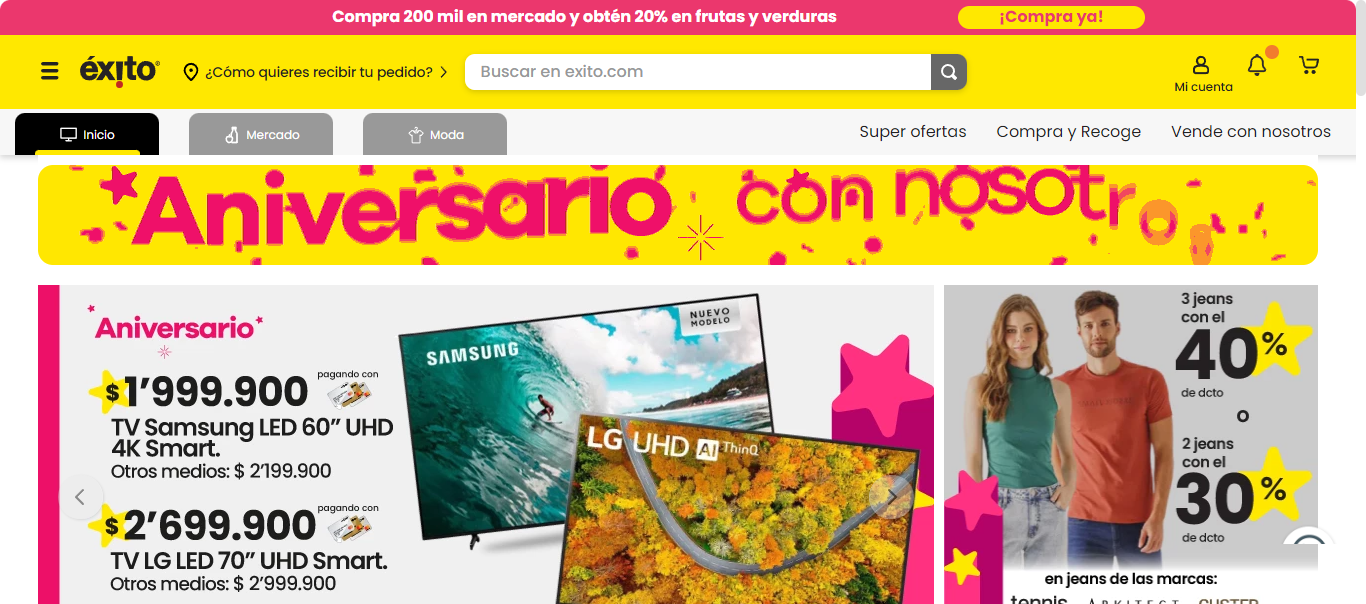 Compra 200 mil en mercado y obtén 20% en frutas y verduras
¡Compra ya!
éxito
¿Cómo quieres recibir tu pedido?
Buscar en exito.com
Mi cuenta
Inicio
Mercado
Moda
Super ofertas
Compra y Recoge
Vende con nosotros
Aniversario con nosotro
Aniversario
$1’999.900 pagando con
TV Samsung LED 60” UHD
4K Smart.
Otros medios: $ 2’199.900
$2’699.900 pagando con
TV LG LED 70” UHD Smart.
Otros medios: $ 2’999.900
SAMSUNG
NUEVO
MODELO
LG UHD AI ThinQ
3 jeans
con el
40%
de dcto
o
2 jeans
con el
30%
de dcto
en jeans de las marcas:
tennis ARKITECT CUSTER